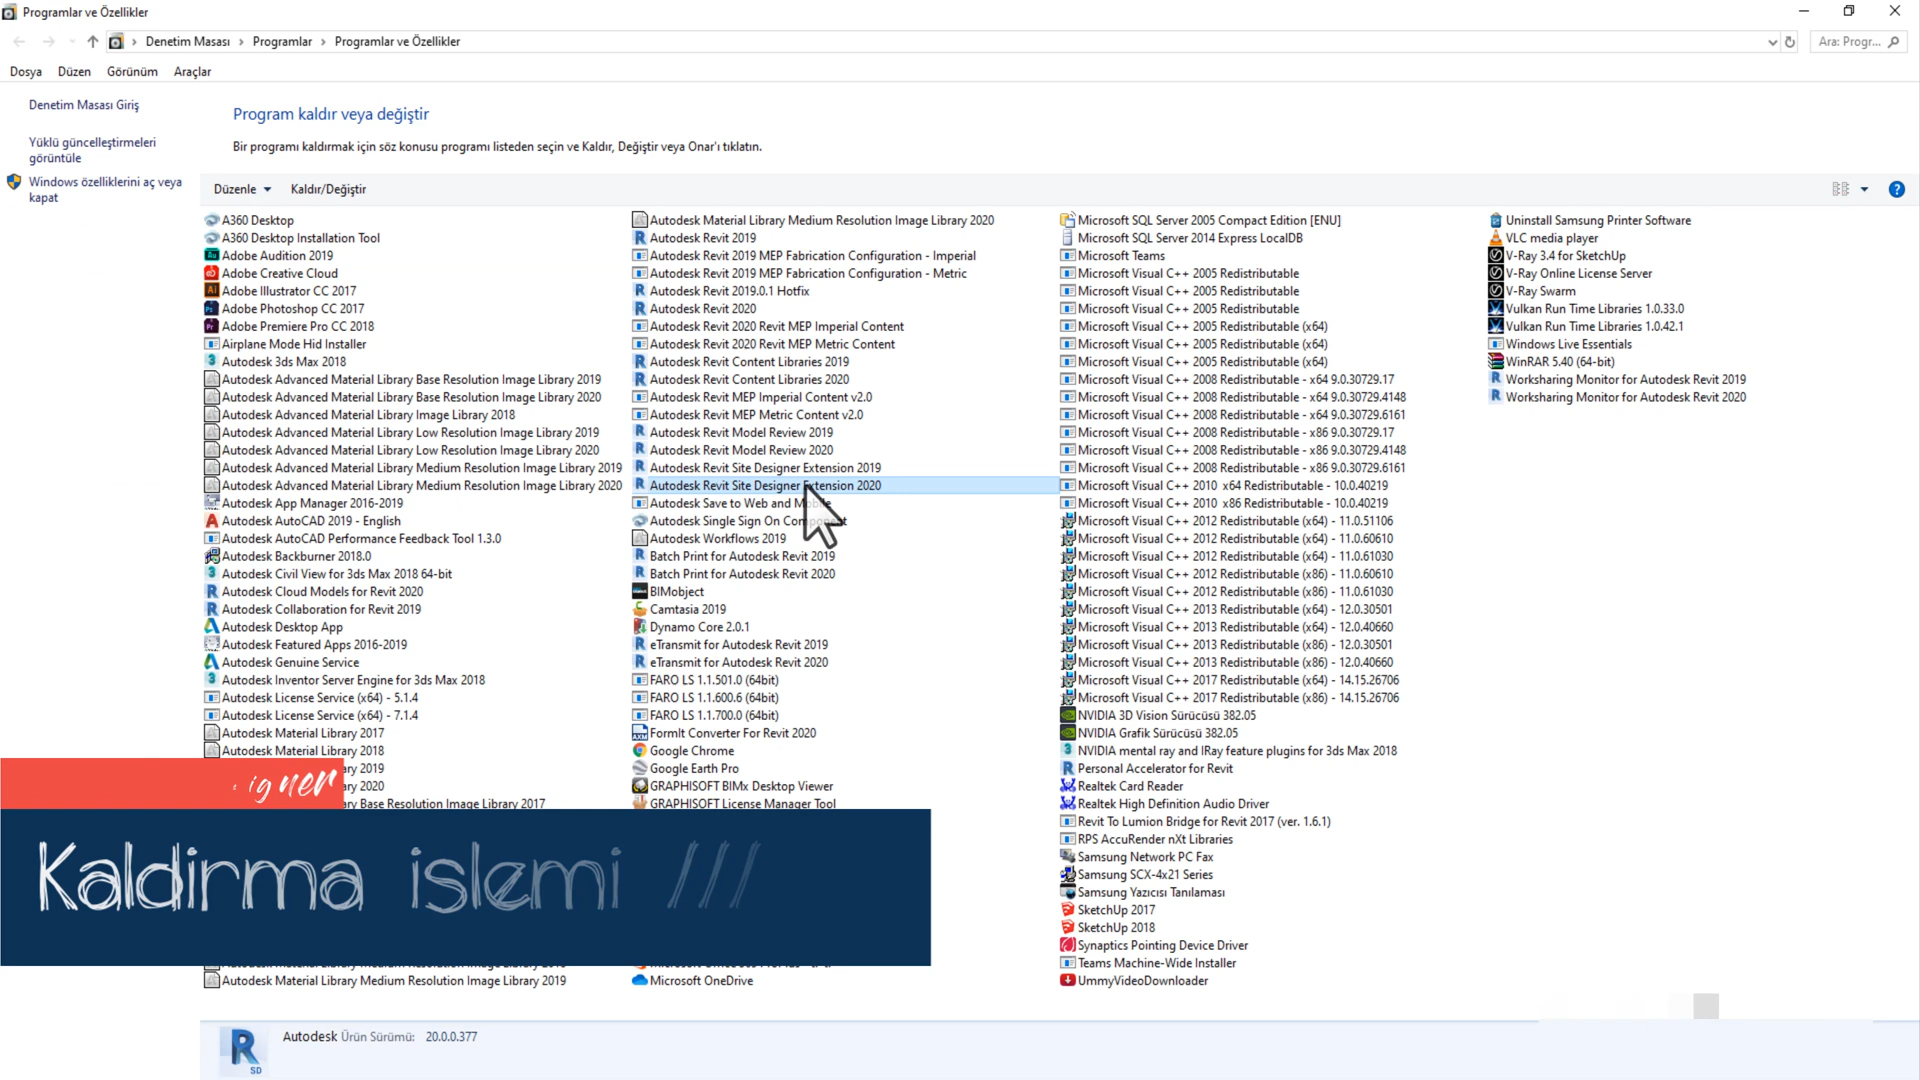 Programlar ve Özellikler
Denetim Masası > Programlar > Programlar ve Özellikler
Ara: Progr...
Dosya Düzen Görünüm Araçlar
Denetim Masası Giriş
Yüklü güncelleştirmeleri
görüntüle
Windows özelliklerini aç veya
kapat
Program kaldır veya değiştir
Bir programı kaldırmak için söz konusu programı listeden seçin ve Kaldır, Değiştir veya Onar'ı tıklatın.
Düzenle Kaldır/Değiştir
A360 Desktop
A360 Desktop Installation Tool
Adobe Audition 2019
Adobe Creative Cloud
Adobe Illustrator CC 2017
Adobe Photoshop CC 2017
Adobe Premiere Pro CC 2018
Airplane Mode Hid Installer
Autodesk 3ds Max 2018
Autodesk Advanced Material Library Base Resolution Image Library 2019
Autodesk Advanced Material Library Base Resolution Image Library 2020
Autodesk Advanced Material Library Image Library 2018
Autodesk Advanced Material Library Low Resolution Image Library 2019
Autodesk Advanced Material Library Low Resolution Image Library 2020
Autodesk Advanced Material Library Medium Resolution Image Library 2019
Autodesk Advanced Material Library Medium Resolution Image Library 2020
Autodesk App Manager 2016-2019
Autodesk AutoCAD 2019 - English
Autodesk AutoCAD Performance Feedback Tool 1.3.0
Autodesk Backburner 2018.0
Autodesk Civil View for 3ds Max 2018 64-bit
Autodesk Cloud Models for Revit 2020
Autodesk Collaboration for Revit 2019
Autodesk Desktop App
Autodesk Featured Apps 2016-2019
Autodesk Genuine Service
Autodesk Inventor Server Engine for 3ds Max 2018
Autodesk License Service (x64) - 5.1.4
Autodesk License Service (x64) - 7.1.4
Autodesk Material Library 2017
Autodesk Material Library 2018
2019
2020
Base Resolution Image Library 2017
Autodesk Material Library Medium Resolution Image Library 2019
Autodesk Material Library Medium Resolution Image Library 2020
Autodesk Revit 2019
Autodesk Revit 2019 MEP Fabrication Configuration - Imperial
Autodesk Revit 2019 MEP Fabrication Configuration - Metric
Autodesk Revit 2019.0.1 Hotfix
Autodesk Revit 2020
Autodesk Revit 2020 Revit MEP Imperial Content
Autodesk Revit 2020 Revit MEP Metric Content
Autodesk Revit Content Libraries 2019
Autodesk Revit Content Libraries 2020
Autodesk Revit MEP Imperial Content v2.0
Autodesk Revit MEP Metric Content v2.0
Autodesk Revit Model Review 2019
Autodesk Revit Model Review 2020
Autodesk Revit Site Designer Extension 2019
Autodesk Revit Site Designer Extension 2020
Autodesk Save to Web and Mobile
Autodesk Single Sign On Component
Autodesk Workflows 2019
Batch Print for Autodesk Revit 2019
Batch Print for Autodesk Revit 2020
BIMobject
Camtasia 2019
Dynamo Core 2.0.1
eTransmit for Autodesk Revit 2019
eTransmit for Autodesk Revit 2020
FARO LS 1.1.501.0 (64bit)
FARO LS 1.1.600.6 (64bit)
FARO LS 1.1.700.0 (64bit)
FormIt Converter For Revit 2020
Google Chrome
Google Earth Pro
GRAPHISOFT BIMx Desktop Viewer
GRAPHISOFT License Manager Tool
Microsoft OneDrive
Microsoft SQL Server 2005 Compact Edition [ENU]
Microsoft SQL Server 2014 Express LocalDB
Microsoft Teams
Microsoft Visual C++ 2005 Redistributable
Microsoft Visual C++ 2005 Redistributable
Microsoft Visual C++ 2005 Redistributable
Microsoft Visual C++ 2005 Redistributable (x64)
Microsoft Visual C++ 2005 Redistributable (x64)
Microsoft Visual C++ 2005 Redistributable (x64)
Microsoft Visual C++ 2008 Redistributable - x64 9.0.30729.17
Microsoft Visual C++ 2008 Redistributable - x64 9.0.30729.4148
Microsoft Visual C++ 2008 Redistributable - x64 9.0.30729.6161
Microsoft Visual C++ 2008 Redistributable - x86 9.0.30729.17
Microsoft Visual C++ 2008 Redistributable - x86 9.0.30729.4148
Microsoft Visual C++ 2008 Redistributable - x86 9.0.30729.6161
Microsoft Visual C++ 2010 x64 Redistributable - 10.0.40219
Microsoft Visual C++ 2010 x86 Redistributable - 10.0.40219
Microsoft Visual C++ 2012 Redistributable (x64) - 11.0.51106
Microsoft Visual C++ 2012 Redistributable (x64) - 11.0.60610
Microsoft Visual C++ 2012 Redistributable (x64) - 11.0.61030
Microsoft Visual C++ 2012 Redistributable (x86) - 11.0.60610
Microsoft Visual C++ 2012 Redistributable (x86) - 11.0.61030
Microsoft Visual C++ 2013 Redistributable (x64) - 12.0.30501
Microsoft Visual C++ 2013 Redistributable (x64) - 12.0.40660
Microsoft Visual C++ 2013 Redistributable (x86) - 12.0.30501
Microsoft Visual C++ 2013 Redistributable (x86) - 12.0.40660
Microsoft Visual C++ 2017 Redistributable (x64) - 14.15.26706
Microsoft Visual C++ 2017 Redistributable (x86) - 14.15.26706
NVIDIA 3D Vision Sürücüsü 382.05
NVIDIA Grafik Sürücüsü 382.05
NVIDIA mental ray and IRay feature plugins for 3ds Max 2018
Personal Accelerator for Revit
Realtek Card Reader
Realtek High Definition Audio Driver
Revit To Lumion Bridge for Revit 2017 (ver. 1.6.1)
RPS AccuRender nXt Libraries
Samsung Network PC Fax
Samsung SCX-4x21 Series
Samsung Yazıcısı Tanılaması
SketchUp 2017
SketchUp 2018
Synaptics Pointing Device Driver
Teams Machine-Wide Installer
UmmyVideoDownloader
Uninstall Samsung Printer Software
VLC media player
V-Ray 3.4 for SketchUp
V-Ray Online License Server
V-Ray Swarm
Vulkan Run Time Libraries 1.0.33.0
Vulkan Run Time Libraries 1.0.42.1
Windows Live Essentials
WinRAR 5.40 (64-bit)
Worksharing Monitor for Autodesk Revit 2019
Worksharing Monitor for Autodesk Revit 2020
igner
Kaldirma islemi ///
Autodesk Ürün Sürümü: 20.0.0.377
SD